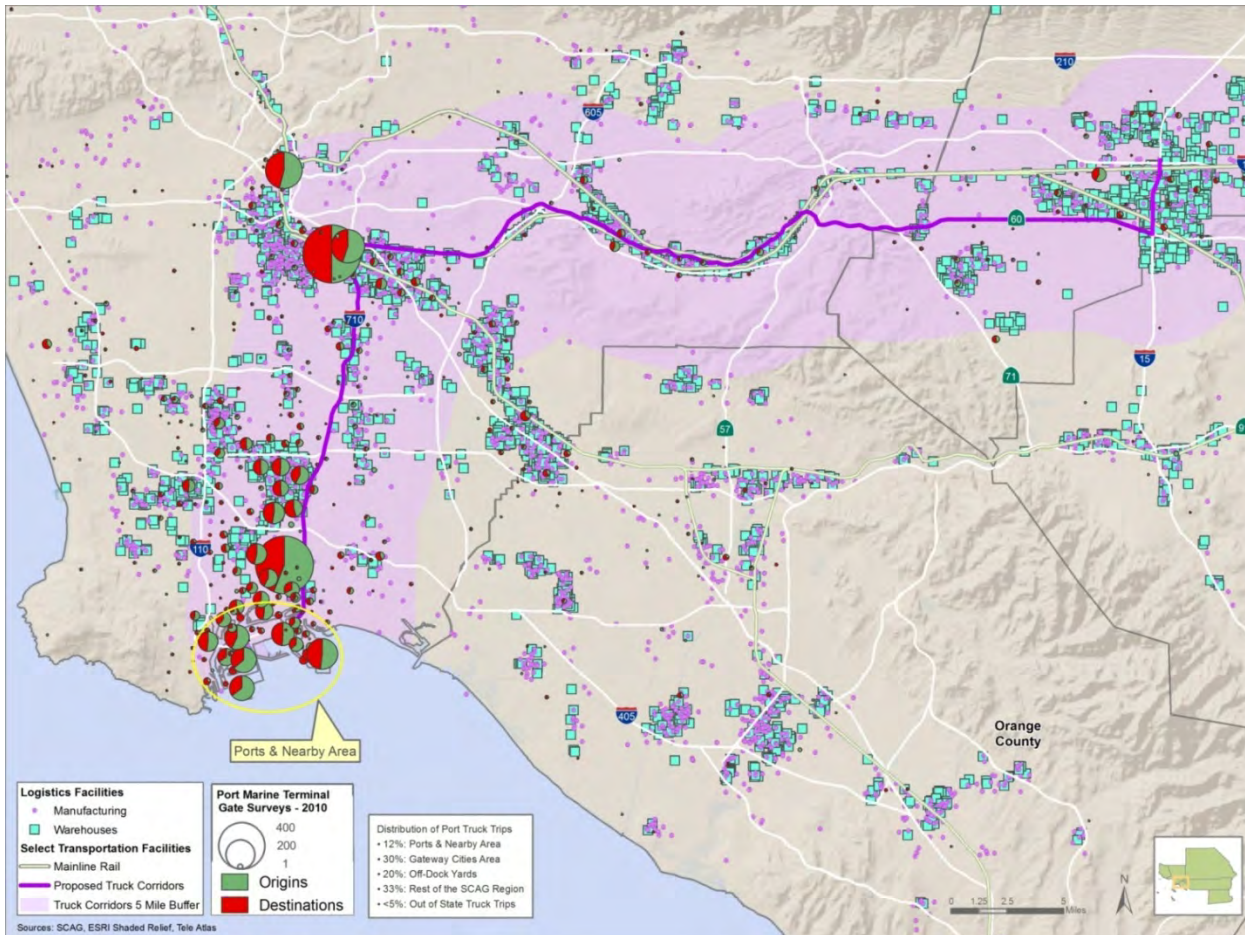 210
605
60
710
15
71
9
57
110
405
Orange
County
Ports & Nearby Area
Logistics Facilities
Manufacturing
Warehouses
Select Transportation Facilities
Mainline Rail
Proposed Truck Corridors
Truck Corridors 5 Mile Buffer
Port Marine Terminal
Gate Surveys - 2010
400
200
1
Origins
Destinations
Distribution of Port Truck Trips
• 12%: Ports & Nearby Area
• 30%: Gateway Cities Area
• 20%: Off-Dock Yards
• 33%: Rest of the SCAG Region
• <5%: Out of State Truck Trips
0 1.25 2.5 5
Miles
N
Sources: SCAG, ESRI Shaded Relief, Tele Atlas